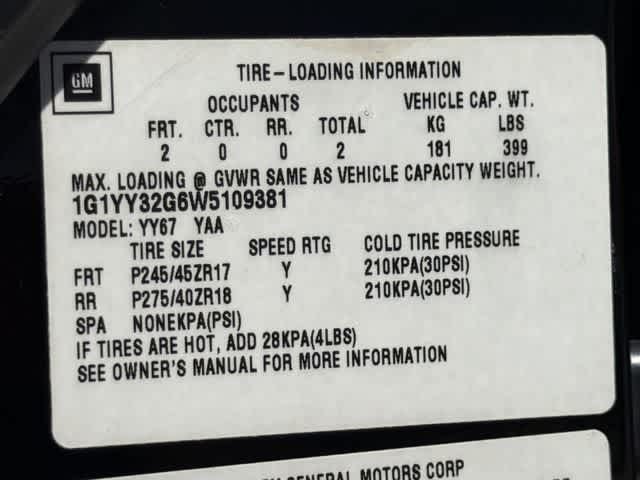 GM
TIRE-LOADING INFORMATION
OCCUPANTS VEHICLE CAP. WT.
FRT. CTR. RR. TOTAL KG LBS
2 0 0 2 181 399
MAX. LOADING @ GVWR SAME AS VEHICLE CAPACITY WEIGHT.
1G1YY32G6W5109381
MODEL: YY67 YAA
TIRE SIZE SPEED RTG COLD TIRE PRESSURE
FRT P245/45ZR17 Y 210KPA(30PSI)
RR P275/40ZR18 Y 210KPA(30PSI)
SPA NONEKPA(PSI)
IF TIRES ARE HOT, ADD 28KPA(4LBS)
SEE OWNER'S MANUAL FOR MORE INFORMATION
GENERAL MOTORS CORP